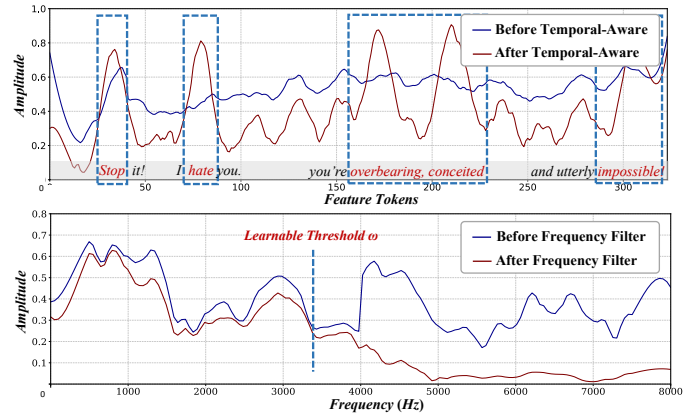 1.0
0.8
0.6
0.4
0.2
Amplitude
Before Temporal-Aware
After Temporal-Aware
Stop it! I hate you. you're overbearing, conceited and utterly impossible!
0 50 100 150 200 250 300
Feature Tokens
0.8
0.7
0.6
0.5
0.4
0.3
0.2
0.1
Amplitude
Learnable Threshold ω
Before Frequency Filter
After Frequency Filter
0 1000 2000 3000 4000 5000 6000 7000 8000
Frequency (Hz)